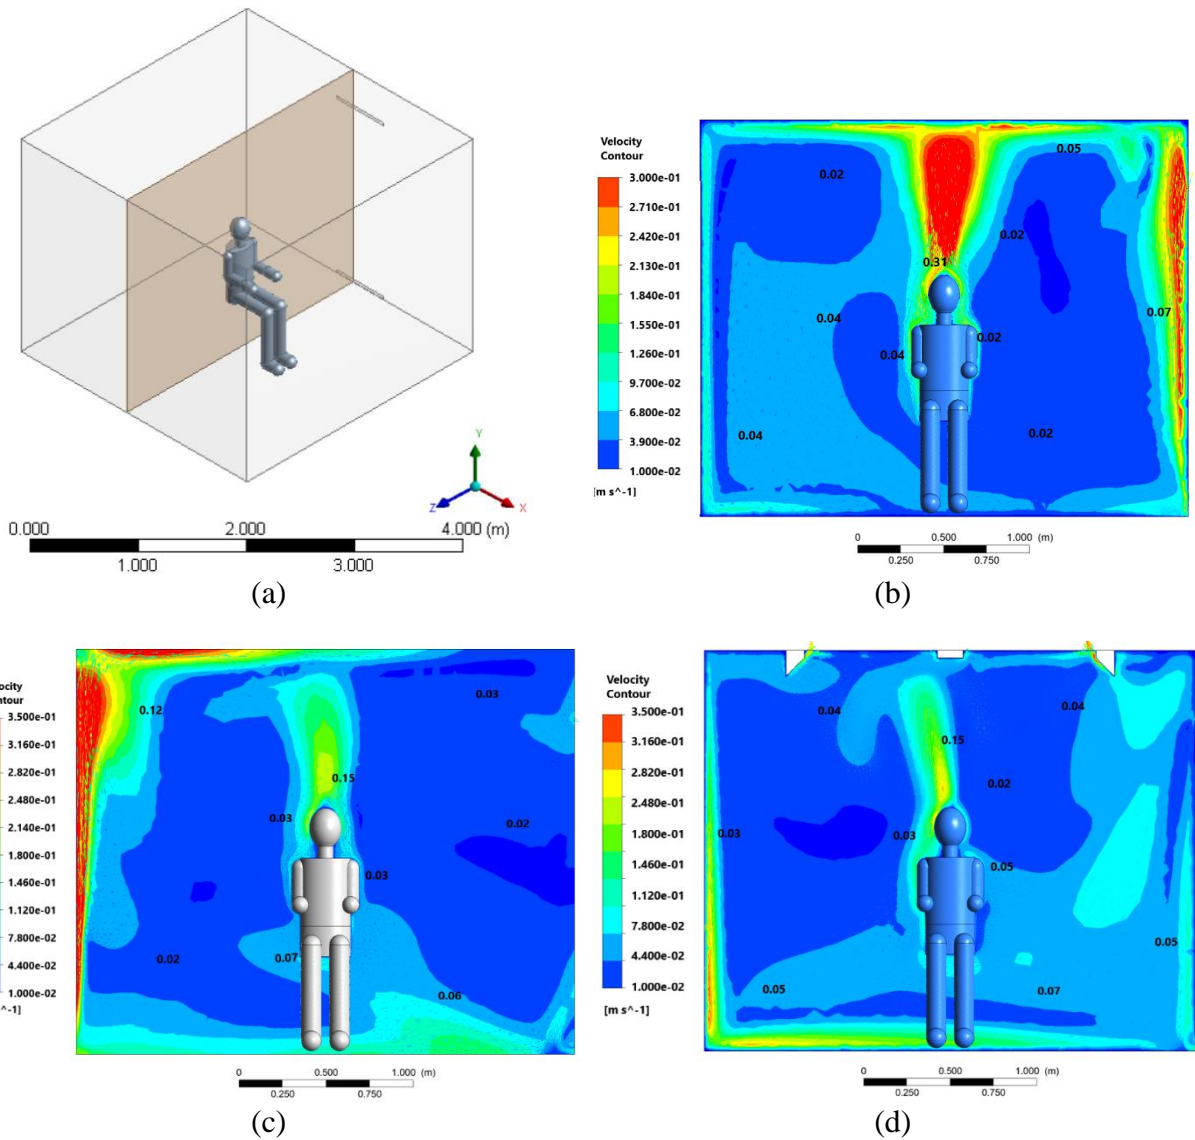 Y
Z
X
0.000 2.000 4.000 (m)
1.000 3.000
(a)
Velocity
Contour
3.000e-01
2.710e-01
2.420e-01
2.130e-01
1.840e-01
1.550e-01
1.260e-01
9.700e-02
6.800e-02
3.900e-02
1.000e-02
[m s^-1]
0.05
0.02
0.02
0.31
0.07
0.04
0.02
0.04
0.04
0.02
0 0.500 1.000 (m)
0.250 0.750
(b)
ocity
ntour
3.500e-01
3.160e-01
2.820e-01
2.480e-01
2.140e-01
1.800e-01
1.460e-01
1.120e-01
7.800e-02
4.400e-02
1.000e-02
^-1]
0.03
0.12
0.15
0.03
0.02
0.03
0.02
0.07
0.06
0 0.500 1.000 (m)
0.250 0.750
(c)
Velocity
Contour
3.500e-01
3.160e-01
2.820e-01
2.480e-01
1.800e-01
1.460e-01
1.120e-01
7.800e-02
4.400e-02
1.000e-02
[m s^-1]
0.04
0.04
0.15
0.02
0.03
0.03
0.05
0.05
0.05
0.07
0 0.500 1.000 (m)
0.250 0.750
(d)